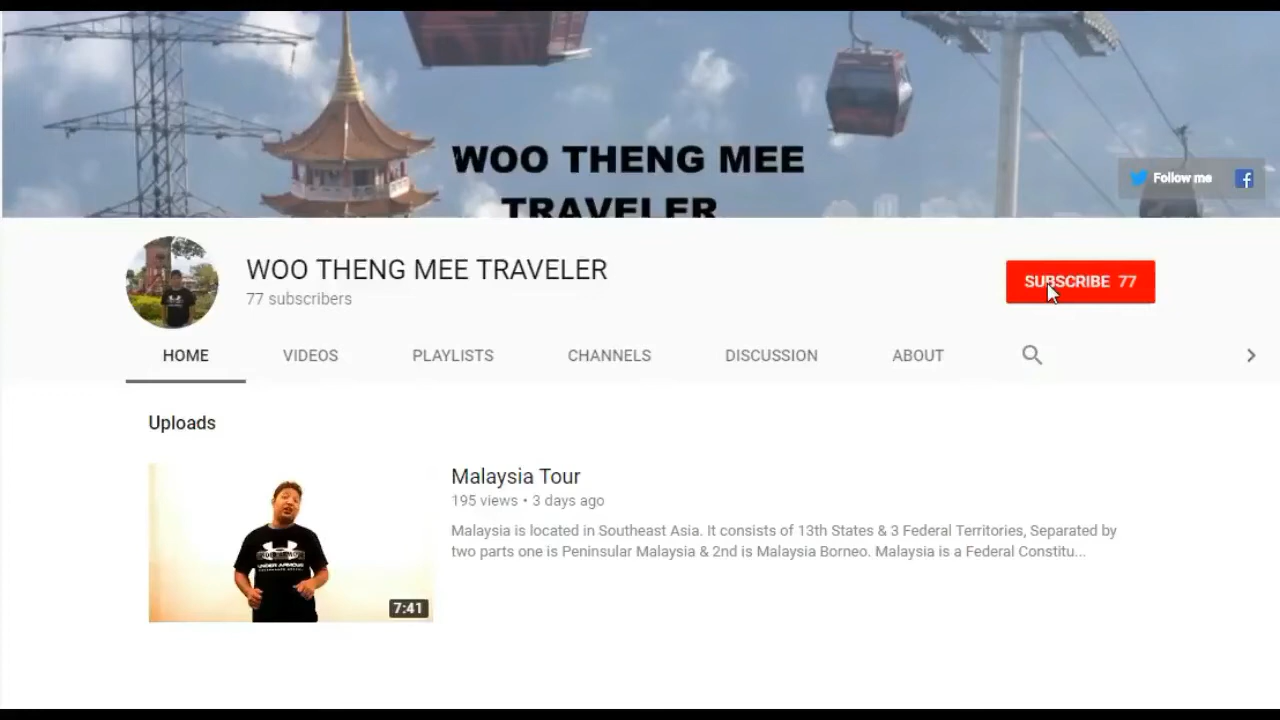 WOO THENG MEE
TRAVELER
Follow me
WOO THENG MEE TRAVELER
77 subscribers
SUBSCRIBE 77
HOME VIDEOS PLAYLISTS CHANNELS DISCUSSION ABOUT
Uploads
Malaysia Tour
195 views • 3 days ago
Malaysia is located in Southeast Asia. It consists of 13th States & 3 Federal Territories, Separated by
two parts one is Peninsular Malaysia & 2nd is Malaysia Borneo. Malaysia is a Federal Constitu...
UNDER ARMOUR
7:41